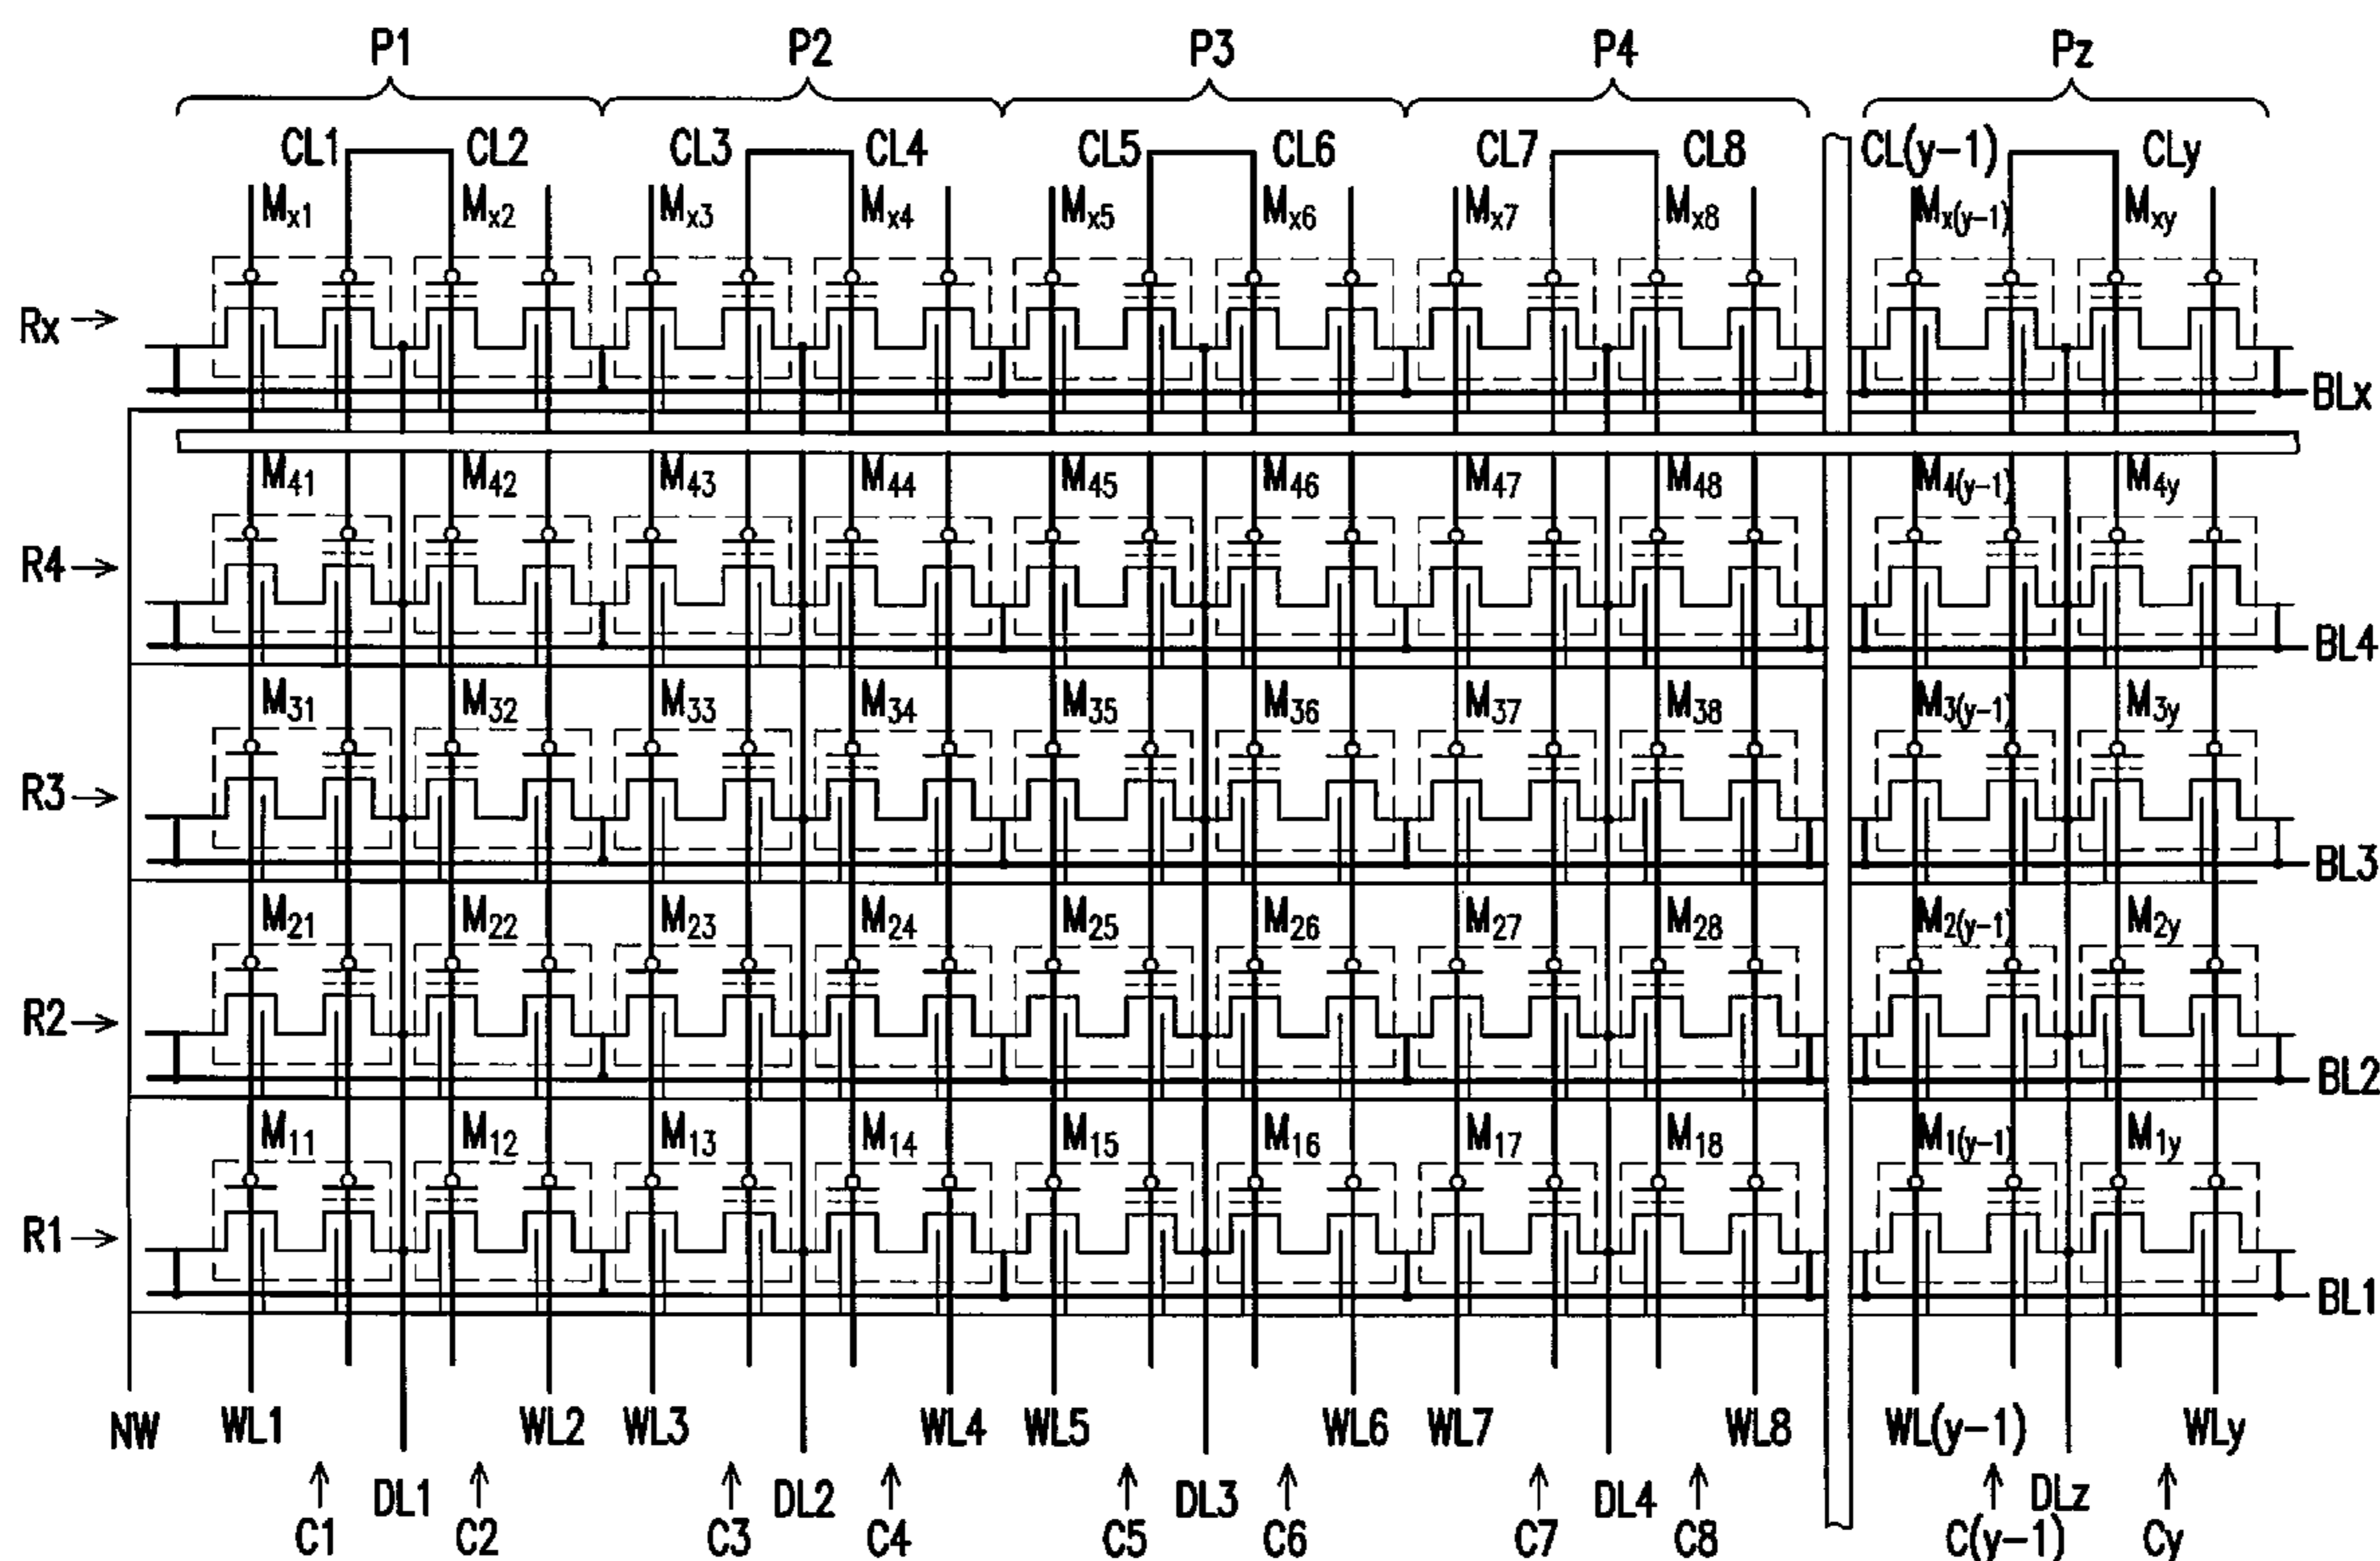 P1 P2 P3 P4 Pz
CL1 CL2 CL3 CL4 CL5 CL6 CL7 CL8 CL(y-1) CLy
Mx1 Mx2 Mx3 Mx4 Mx5 Mx6 Mx7 Mx8 Mx(y-1) Mxy
Rx
BLx
M41 M42 M43 M44 M45 M46 M47 M48 M4(y-1) M4y
R4
BL4
M31 M32 M33 M34 M35 M36 M37 M38 M3(y-1) M3y
R3
BL3
M21 M22 M23 M24 M25 M26 M27 M28 M2(y-1) M2y
R2
BL2
M11 M12 M13 M14 M15 M16 M17 M18 M1(y-1) M1y
R1
BL1
NW WL1 WL2 WL3 WL4 WL5 WL6 WL7 WL8 WL(y-1) WLy
DL1 DL2 DL3 DL4 DLz
C1 C2 C3 C4 C5 C6 C7 C8 C(y-1) Cy